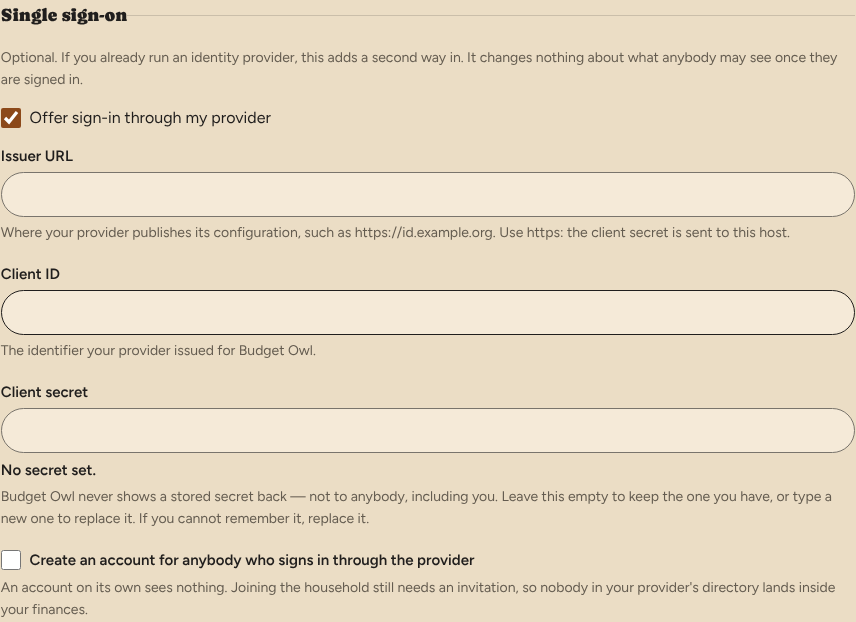 Single sign-on
Optional. If you already run an identity provider, this adds a second way in. It changes nothing about what anybody may see once they
are signed in.
Offer sign-in through my provider
Issuer URL
Where your provider publishes its configuration, such as https://id.example.org. Use https: the client secret is sent to this host.
Client ID
The identifier your provider issued for Budget Owl.
Client secret
No secret set.
Budget Owl never shows a stored secret back — not to anybody, including you. Leave this empty to keep the one you have, or type a
new one to replace it. If you cannot remember it, replace it.
Create an account for anybody who signs in through the provider
An account on its own sees nothing. Joining the household still needs an invitation, so nobody in your provider's directory lands inside
your finances.